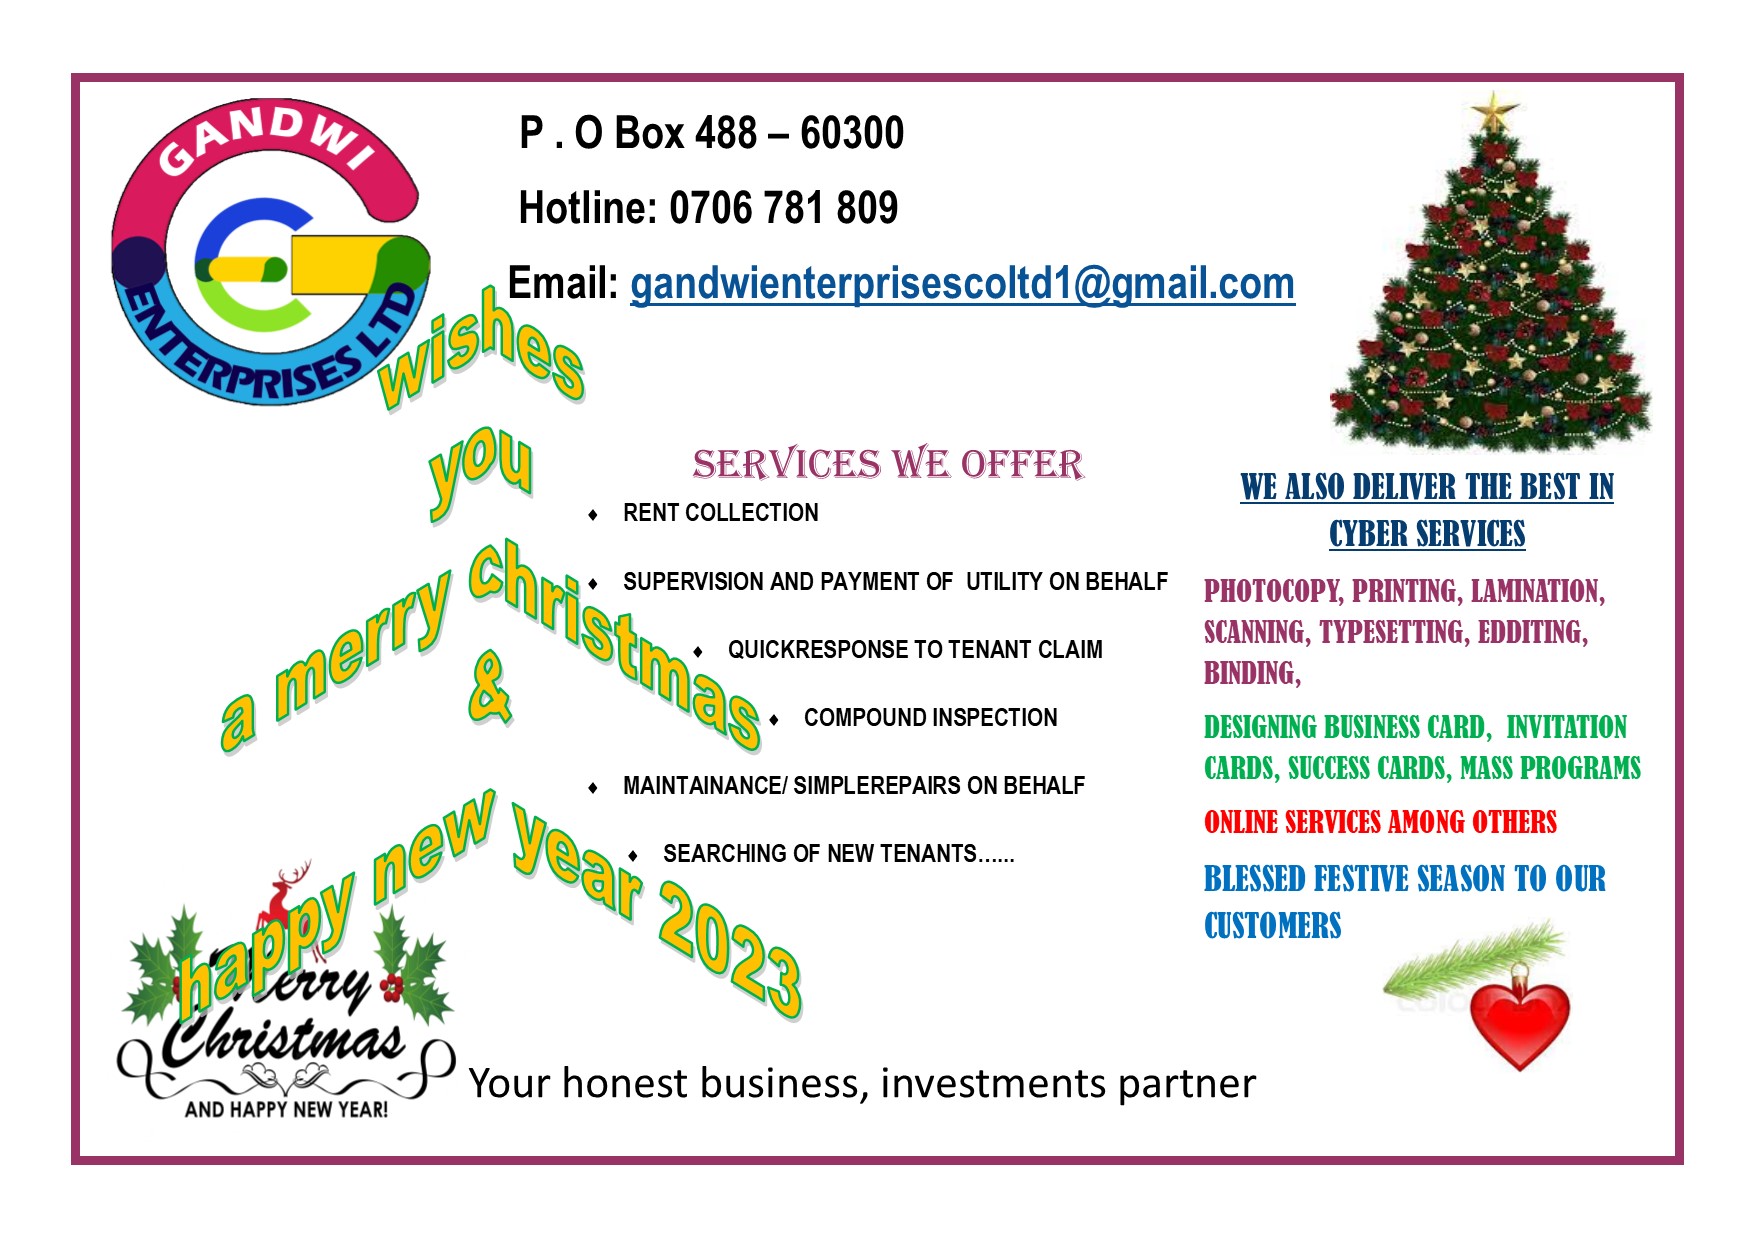 GANDWI
ENTERPRISES LTD
P . O Box 488 – 60300
Hotline: 0706 781 809
Email: gandwienterprisescoltd1@gmail.com
wishes
you
a merry christmas
&
happy new year 2023
SERVICES WE OFFER
RENT COLLECTION
SUPERVISION AND PAYMENT OF UTILITY ON BEHALF
QUICKRESPONSE TO TENANT CLAIM
COMPOUND INSPECTION
MAINTAINANCE/ SIMPLEREPAIRS ON BEHALF
SEARCHING OF NEW TENANTS…...
WE ALSO DELIVER THE BEST IN
CYBER SERVICES
PHOTOCOPY, PRINTING, LAMINATION,
SCANNING, TYPESETTING, EDDITING,
BINDING,
DESIGNING BUSINESS CARD, INVITATION
CARDS, SUCCESS CARDS, MASS PROGRAMS
ONLINE SERVICES AMONG OTHERS
BLESSED FESTIVE SEASON TO OUR
CUSTOMERS
Merry
Christmas
AND HAPPY NEW YEAR!
Your honest business, investments partner